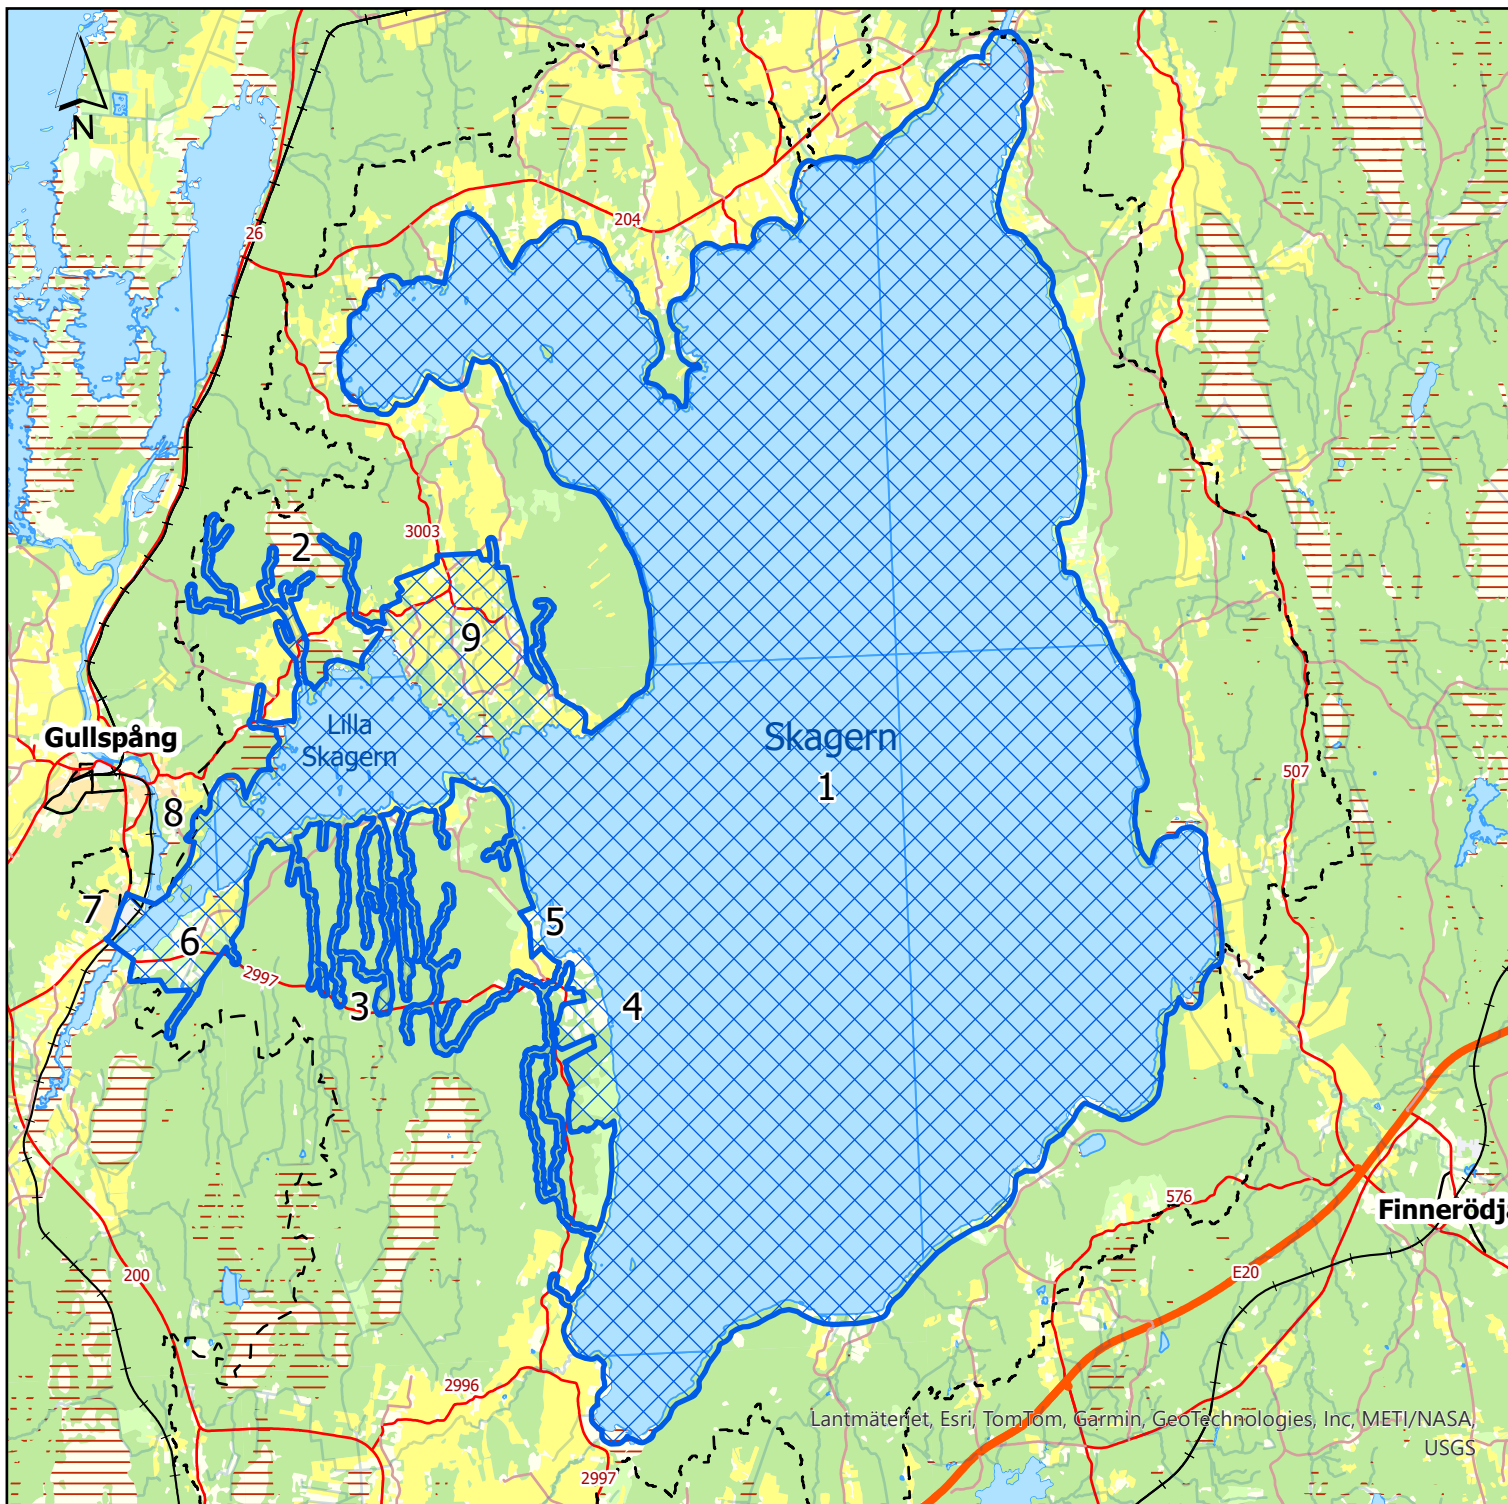 N
204
26
3003
2
9
Lilla
Skagern
Skagern
1
Gullspång
507
8
7
6
5
2997
3
4
576
Finnerödj
E20
200
2996
Lantmäteriet, Esri, TomTom, Garmin, GeoTechnologies, Inc, METI/NASA,
USGS
2997